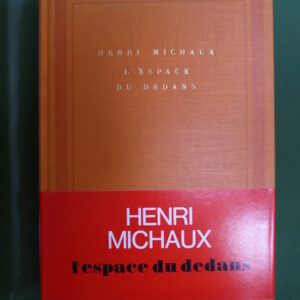 HENRI MICHAUX
L'ESPACE
DU DEDANS
HENRI
MICHAUX
l'espace du dedans